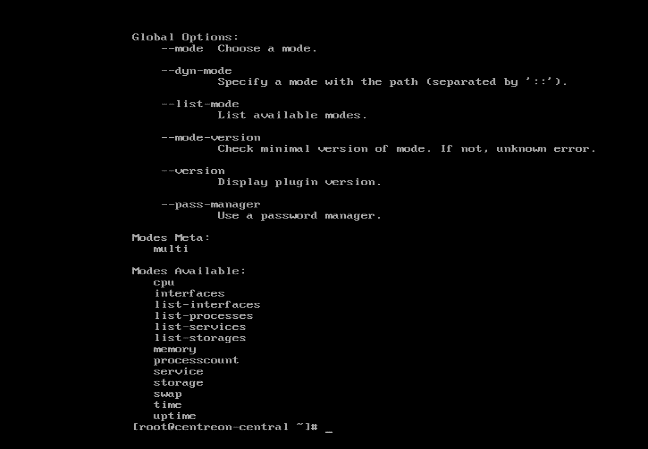 Global Options:
--mode  Choose a mode.
--dyn-mode
Specify a mode with the path (separated by '::').
--list-mode
List available modes.
--mode-version
Check minimal version of mode. If not, unknown error.
--version
Display plugin version.
--pass-manager
Use a password manager.
Modes Meta:
multi
Modes Available:
cpu
interfaces
list-interfaces
list-processes
list-services
list-storages
memory
processcount
service
storage
swap
time
uptime
[root@centreon-central ~]# _